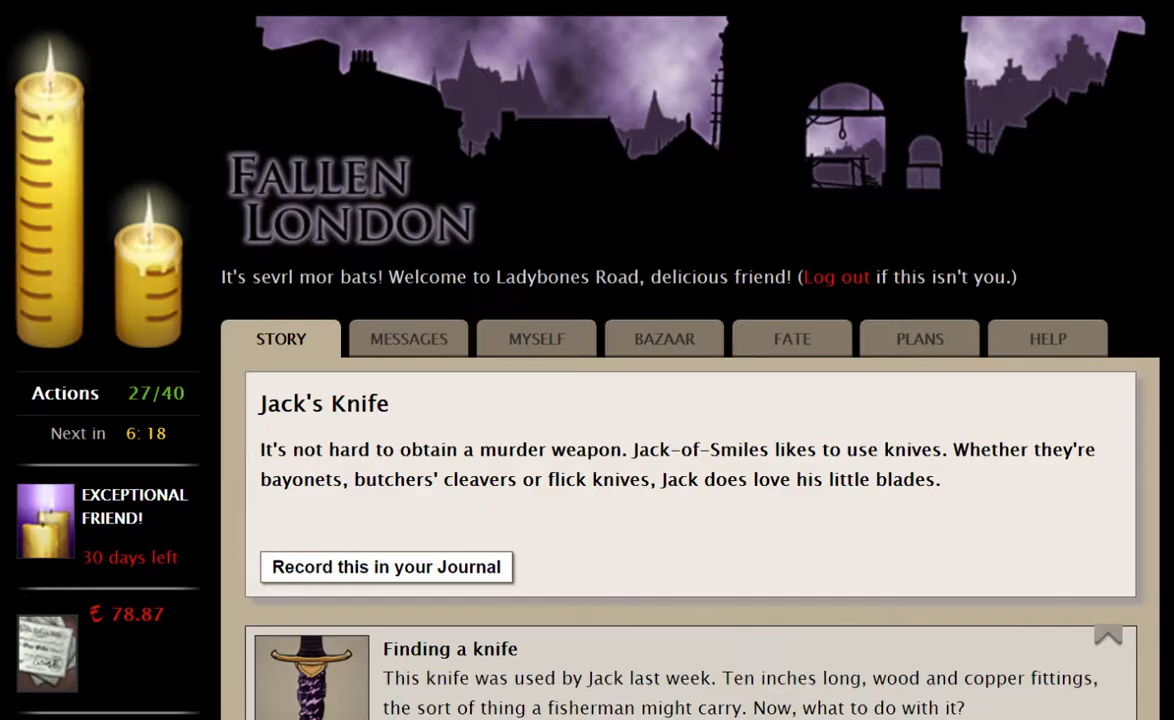 FALLEN
LONDON
It's sevrl mor bats! Welcome to Ladybones Road, delicious friend! (Log out if this isn't you.)
STORY MESSAGES MYSELF BAZAAR FATE PLANS HELP
Actions 27/40
Next in 6: 18
EXCEPTIONAL
FRIEND!
30 days left
78.87
Jack's Knife
It's not hard to obtain a murder weapon. Jack-of-Smiles likes to use knives. Whether they're
bayonets, butchers' cleavers or flick knives, Jack does love his little blades.
Record this in your Journal
Finding a knife
This knife was used by Jack last week. Ten inches long, wood and copper fittings,
the sort of thing a fisherman might carry. Now, what to do with it?